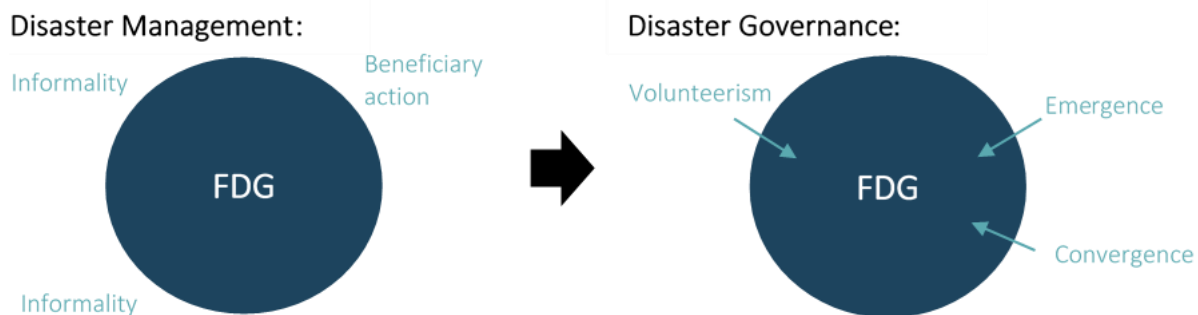 Disaster Management:
Informality
Beneficiary
action
FDG
Informality
Disaster Governance:
Volunteerism
Emergence
FDG
Convergence